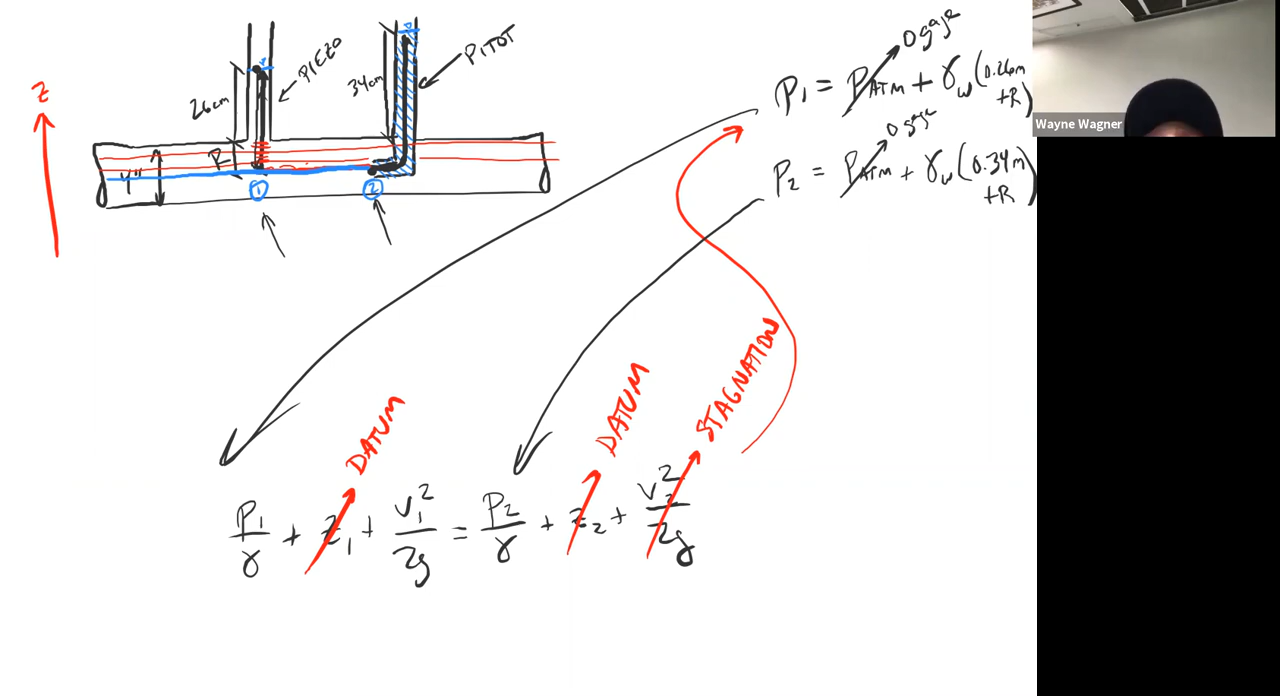 Z
26cm
PIEZO
34cm
PITOT
R
4"
1
2
P1 = PATM + γw(0.26m +R)
0 gage
P2 = PATM + γw(0.34m +R)
0 gage
Wayne Wagner
DATUM
DATUM
STAGNATION
P1/γ + Z1 + V1²/2g = P2/γ + Z2 + V2²/2g